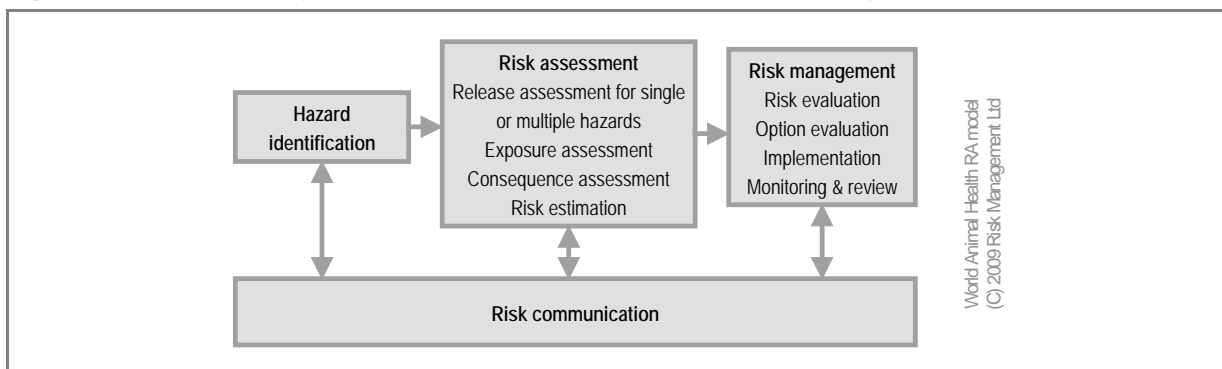 Hazard
identification
Risk assessment
Release assessment for single
or multiple hazards
Exposure assessment
Consequence assessment
Risk estimation
Risk management
Risk evaluation
Option evaluation
Implementation
Monitoring & review
Risk communication
World Animal Health RA model
(C) 2009 Risk Management Ltd